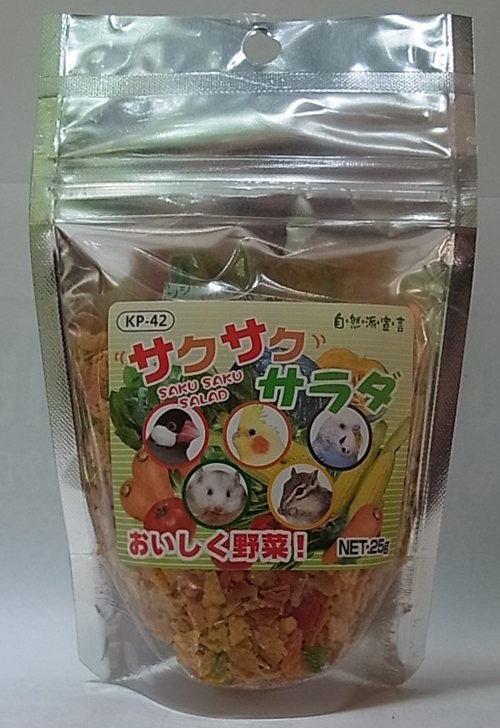 KP-42
自・然・派・宣・言
サクサク
SAKU SAKU
SALAD
サラダ
おいしく野菜!
NET.25g